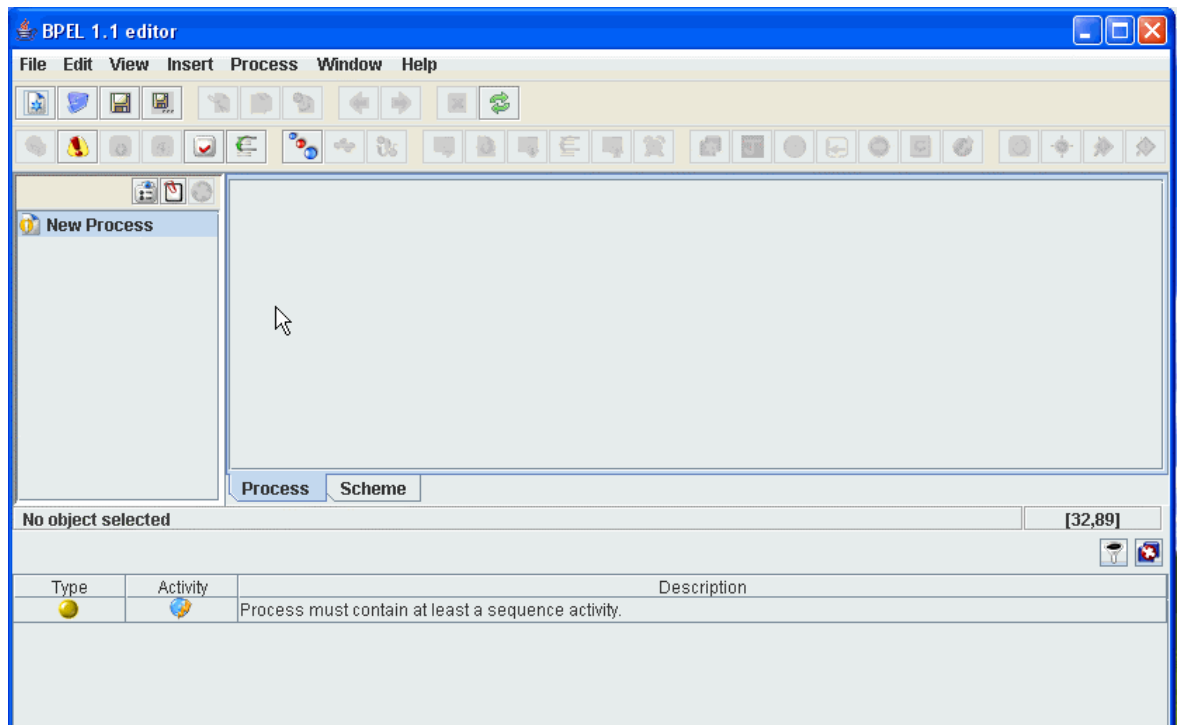 BPEL 1.1 editor
File Edit View Insert Process Window Help
New Process
Process Scheme
No object selected [32,89]
Type Activity Description
Process must contain at least a sequence activity.